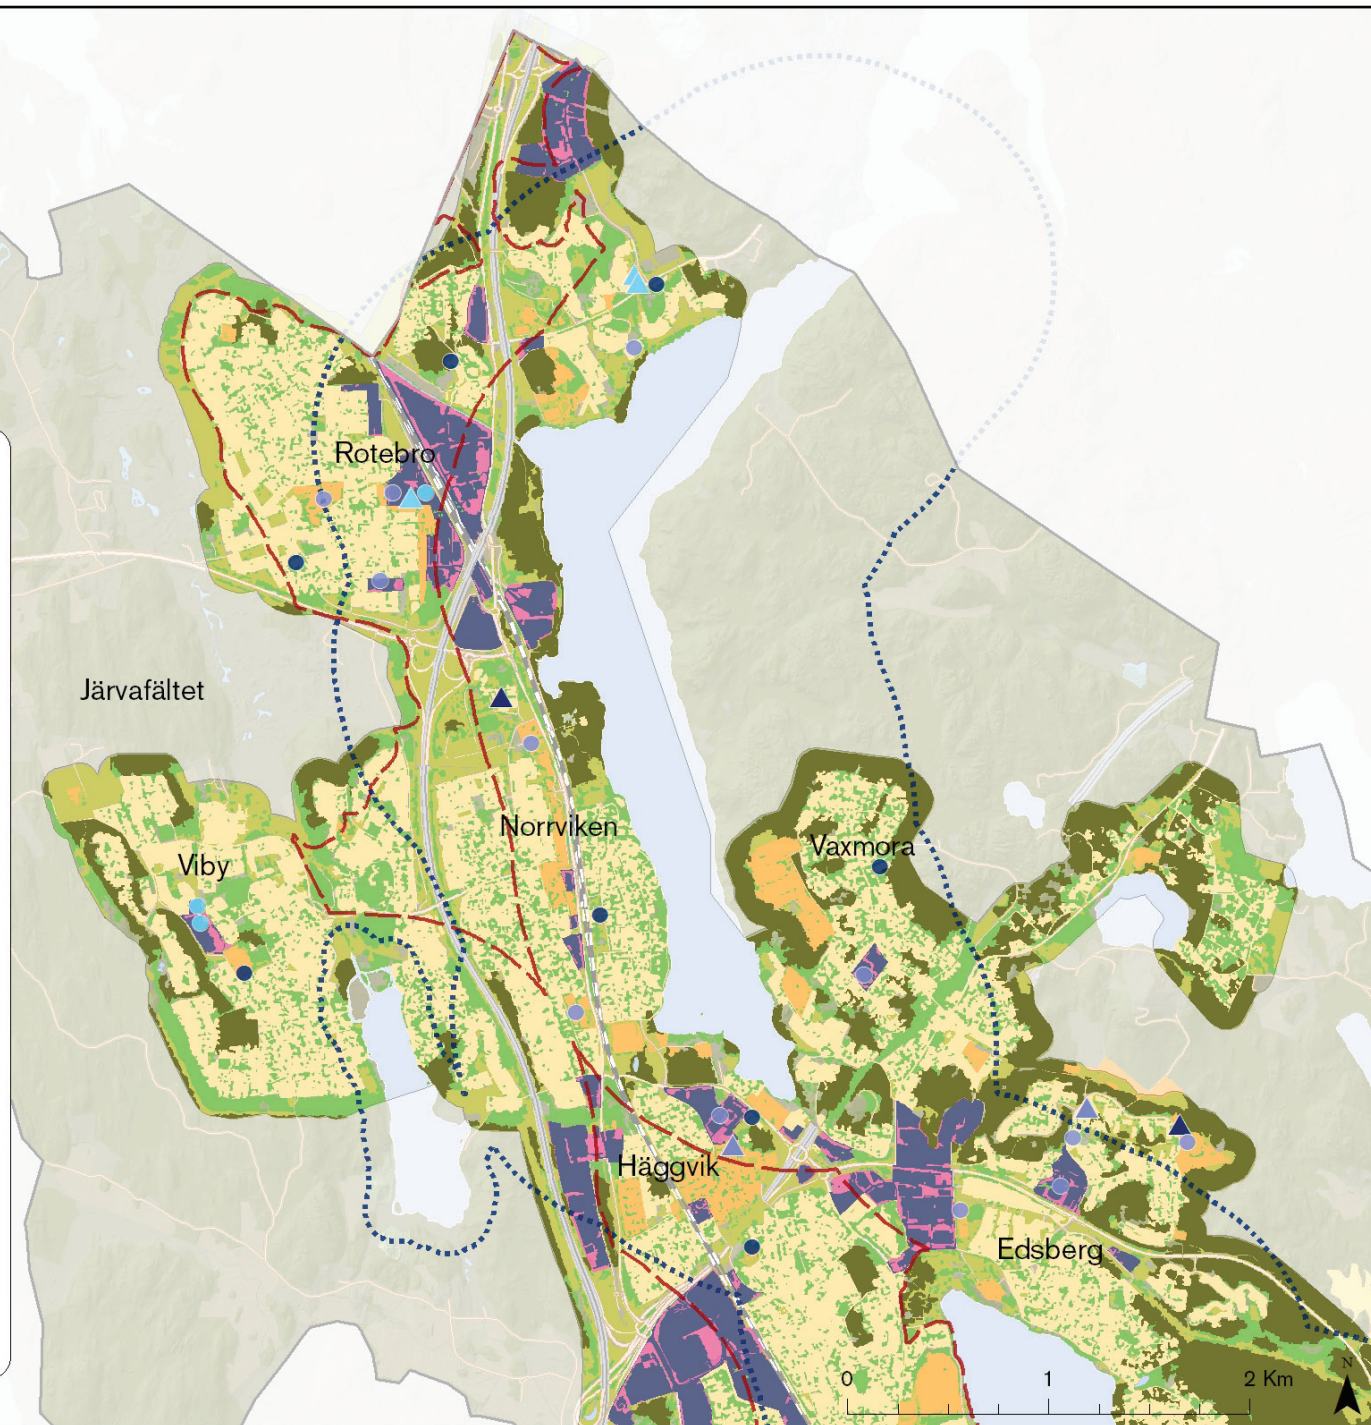 Rotebro
Järvafältet
Norrviken
Vaxmora
Viby
Häggvik
Edsberg
N
0 1 2 Km